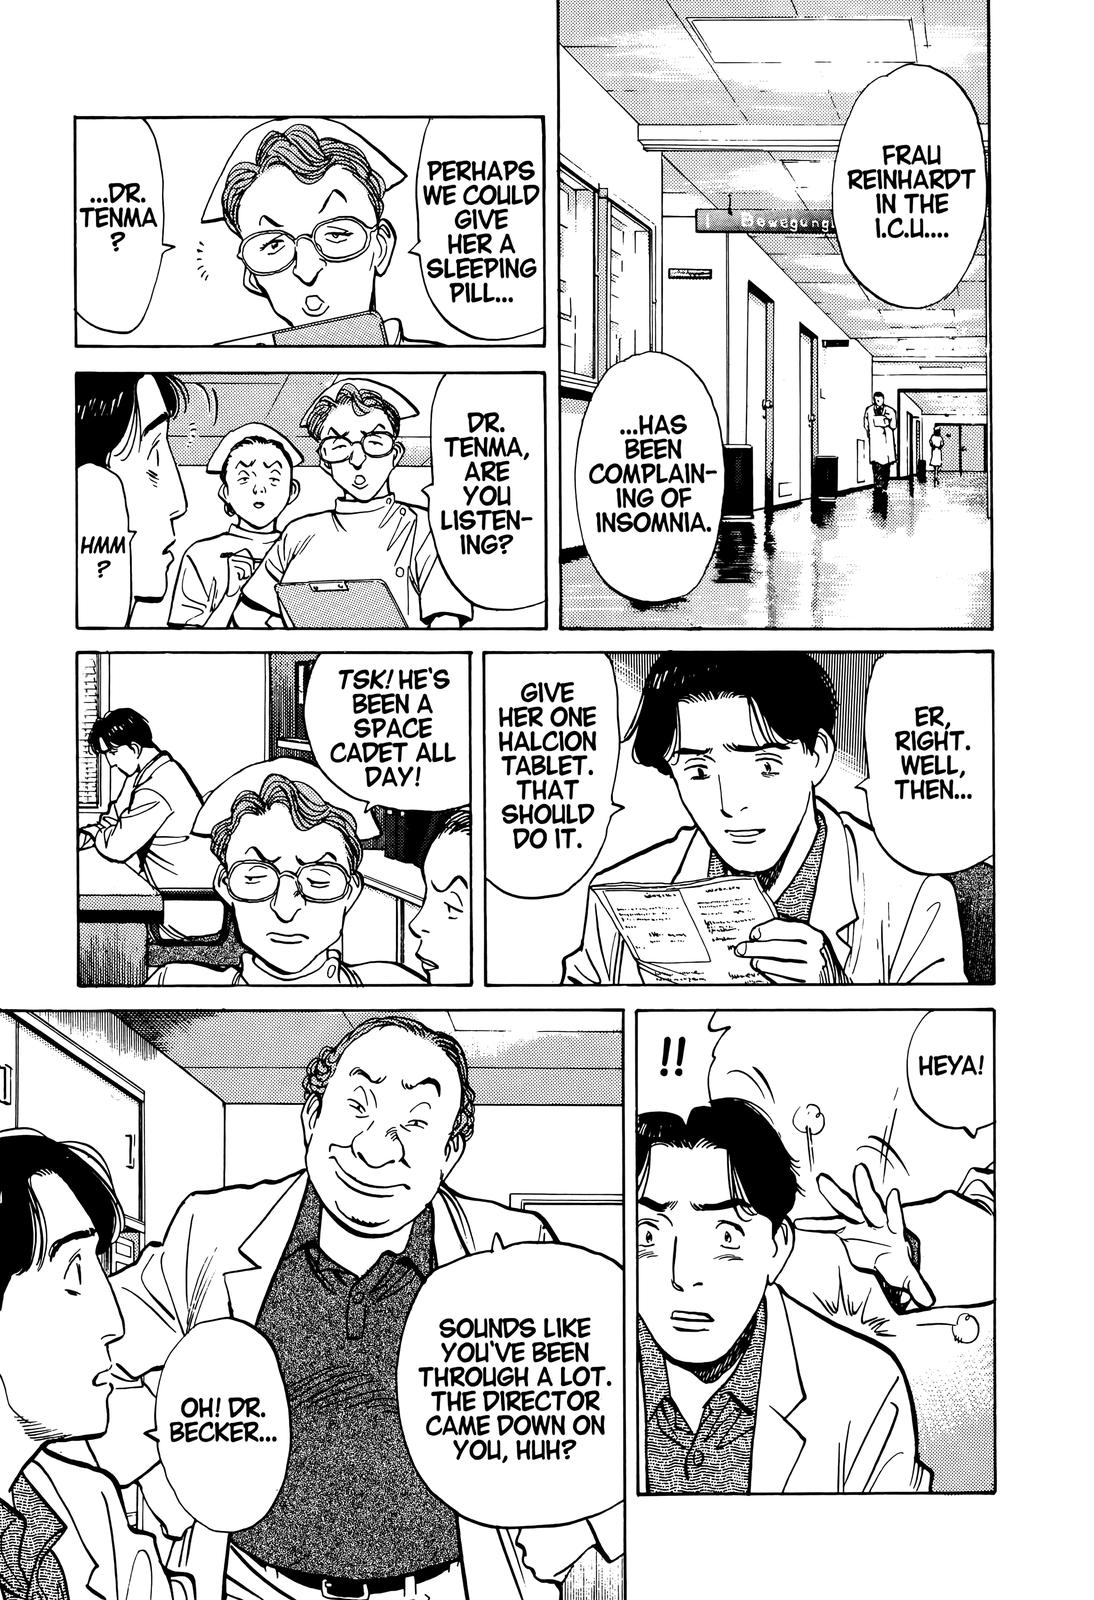 FRAU
REINHARDT
IN THE
I.C.U....
Bewegung
...HAS
BEEN
COMPLAIN-
ING OF
INSOMNIA.
PERHAPS
WE COULD
GIVE
HER A
SLEEPING
PILL...
...DR.
TENMA
?
DR.
TENMA,
ARE
YOU
LISTEN-
ING?
HMM
?
ER,
RIGHT.
WELL,
THEN...
GIVE
HER ONE
HALCION
TABLET.
THAT
SHOULD
DO IT.
TSK! HE'S
BEEN A
SPACE
CADET ALL
DAY!
HEYA!
!!
SOUNDS LIKE
YOU'VE BEEN
THROUGH A LOT.
THE DIRECTOR
CAME DOWN ON
YOU, HUH?
OH! DR.
BECKER...